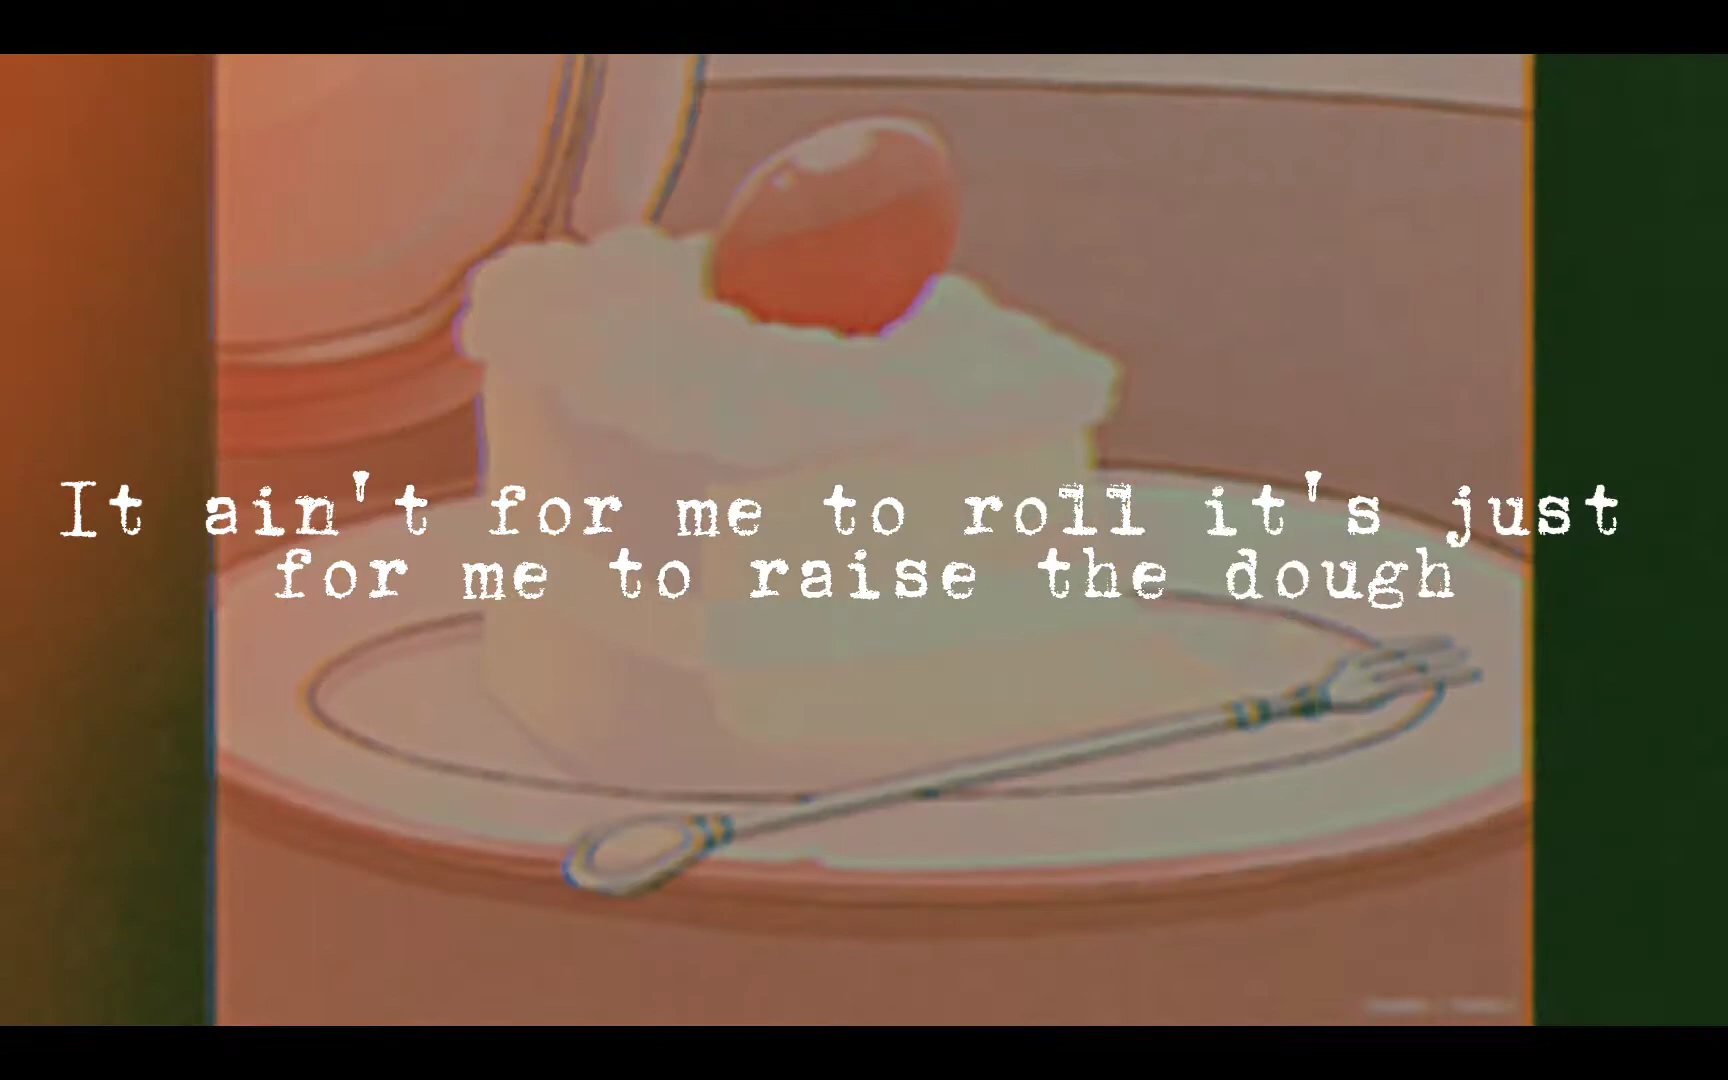 It ain't for me to roll it's just
for me to raise the dough